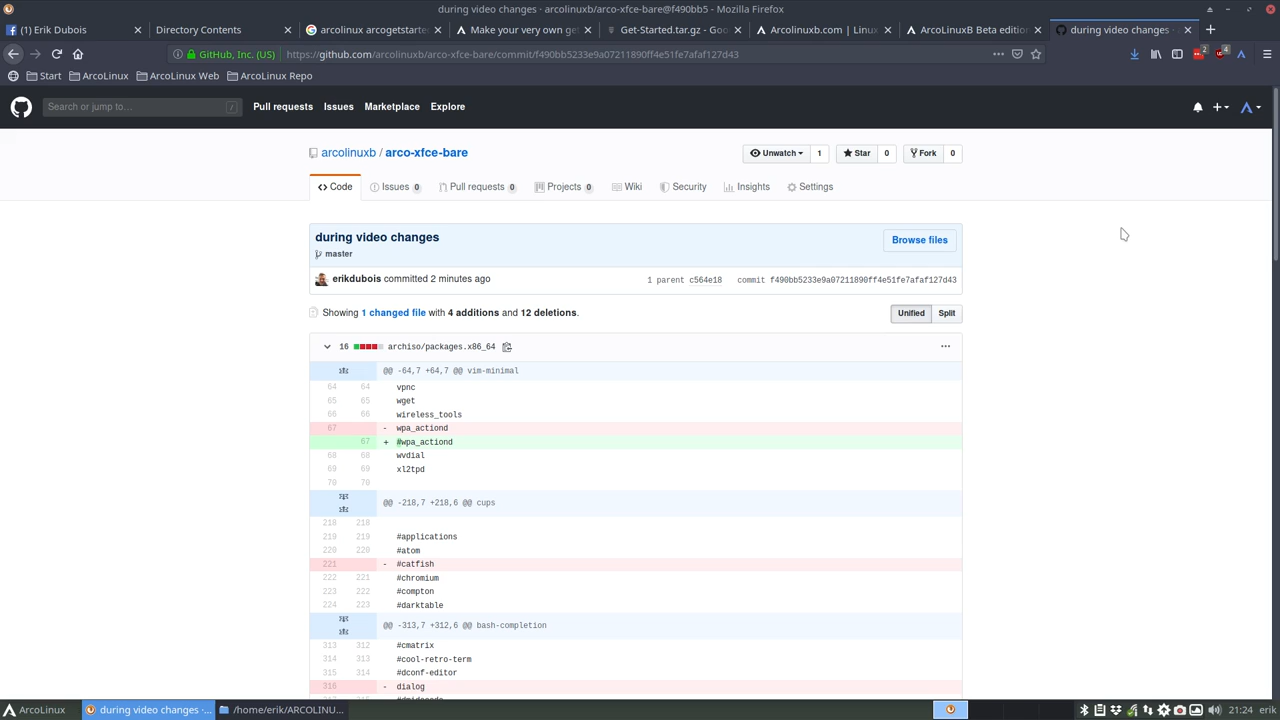 during video changes · arcolinuxb/arco-xfce-bare@f490bb5 - Mozilla Firefox
(1) Erik Dubois
Directory Contents
arcolinux arcogetstarte
Make your very own ge
Get-Started.tar.gz - Goo
Arcolinuxb.com | Linux
ArcoLinuxB Beta edition
during video changes ·
GitHub, Inc. (US)
https://github.com/arcolinuxb/arco-xfce-bare/commit/f490bb5233e9a07211890ff4e51fe7afaf127d43
2
4
Start
ArcoLinux
ArcoLinux Web
ArcoLinux Repo
Search or jump to…
/
Pull requests
Issues
Marketplace
Explore
arcolinuxb / arco-xfce-bare
Unwatch 1
Star 0
Fork 0
Code
Issues 0
Pull requests 0
Projects 0
Wiki
Security
Insights
Settings
during video changes
Browse files
master
erikdubois committed 2 minutes ago
1 parent c564e18
commit f490bb5233e9a07211890ff4e51fe7afaf127d43
Showing 1 changed file with 4 additions and 12 deletions.
Unified
Split
16 archiso/packages.x86_64
@@ -64,7 +64,7 @@ vim-minimal
64 64 vpnc
65 65 wget
66 66 wireless_tools
67 - wpa_actiond
67 + #wpa_actiond
68 68 wvdial
69 69 xl2tpd
70 70
@@ -218,7 +218,6 @@ cups
218 218
219 219 #applications
220 220 #atom
221 - #catfish
222 221 #chromium
223 222 #compton
224 223 #darktable
@@ -313,7 +312,6 @@ bash-completion
313 312 #cmatrix
314 313 #cool-retro-term
315 314 #dconf-editor
316 - dialog
ArcoLinux
during video changes ·...
/home/erik/ARCOLINU...
21:24
erik